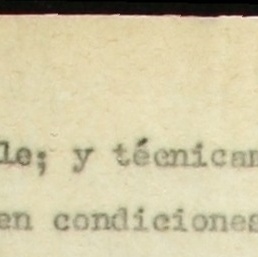 le; y técnican
en condiciones